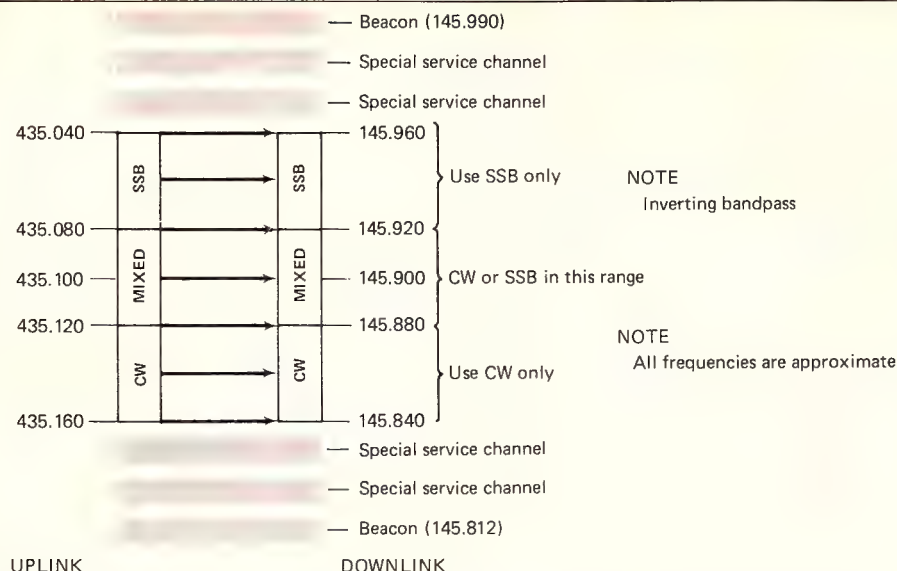 Beacon (145.990)
Special service channel
Special service channel
435.040
145.960
SSB
SSB
Use SSB only
NOTE
Inverting bandpass
435.080
145.920
MIXED
MIXED
435.100
145.900
CW or SSB in this range
435.120
145.880
NOTE
All frequencies are approximate
CW
CW
Use CW only
435.160
145.840
Special service channel
Special service channel
Beacon (145.812)
UPLINK
DOWNLINK